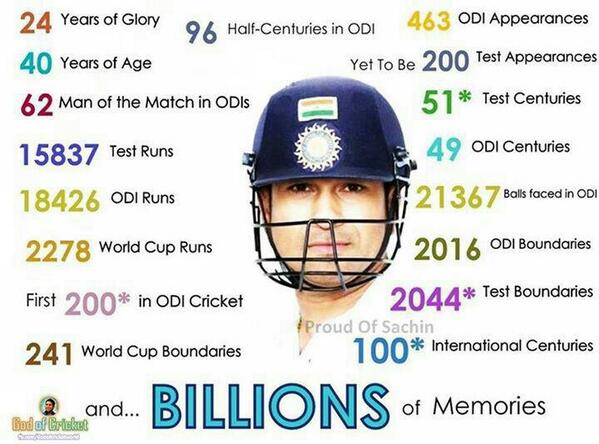 24 Years of Glory
96 Half-Centuries in ODI
463 ODI Appearances
40 Years of Age
Yet To Be 200 Test Appearances
62 Man of the Match in ODIs
51* Test Centuries
15837 Test Runs
49 ODI Centuries
18426 ODI Runs
21367 Balls faced in ODI
2278 World Cup Runs
2016 ODI Boundaries
First 200* in ODI Cricket
2044* Test Boundaries
Proud Of Sachin
241 World Cup Boundaries
100* International Centuries
and... BILLIONS of Memories
God of Cricket